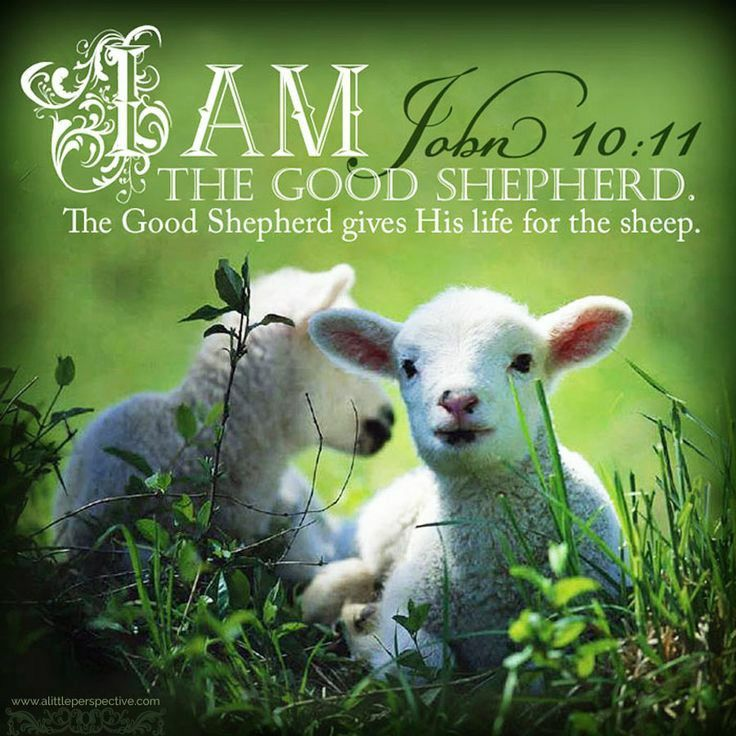 I AM John 10:11
THE GOOD SHEPHERD.
The Good Shepherd gives His life for the sheep.
www.alittleperspective.com